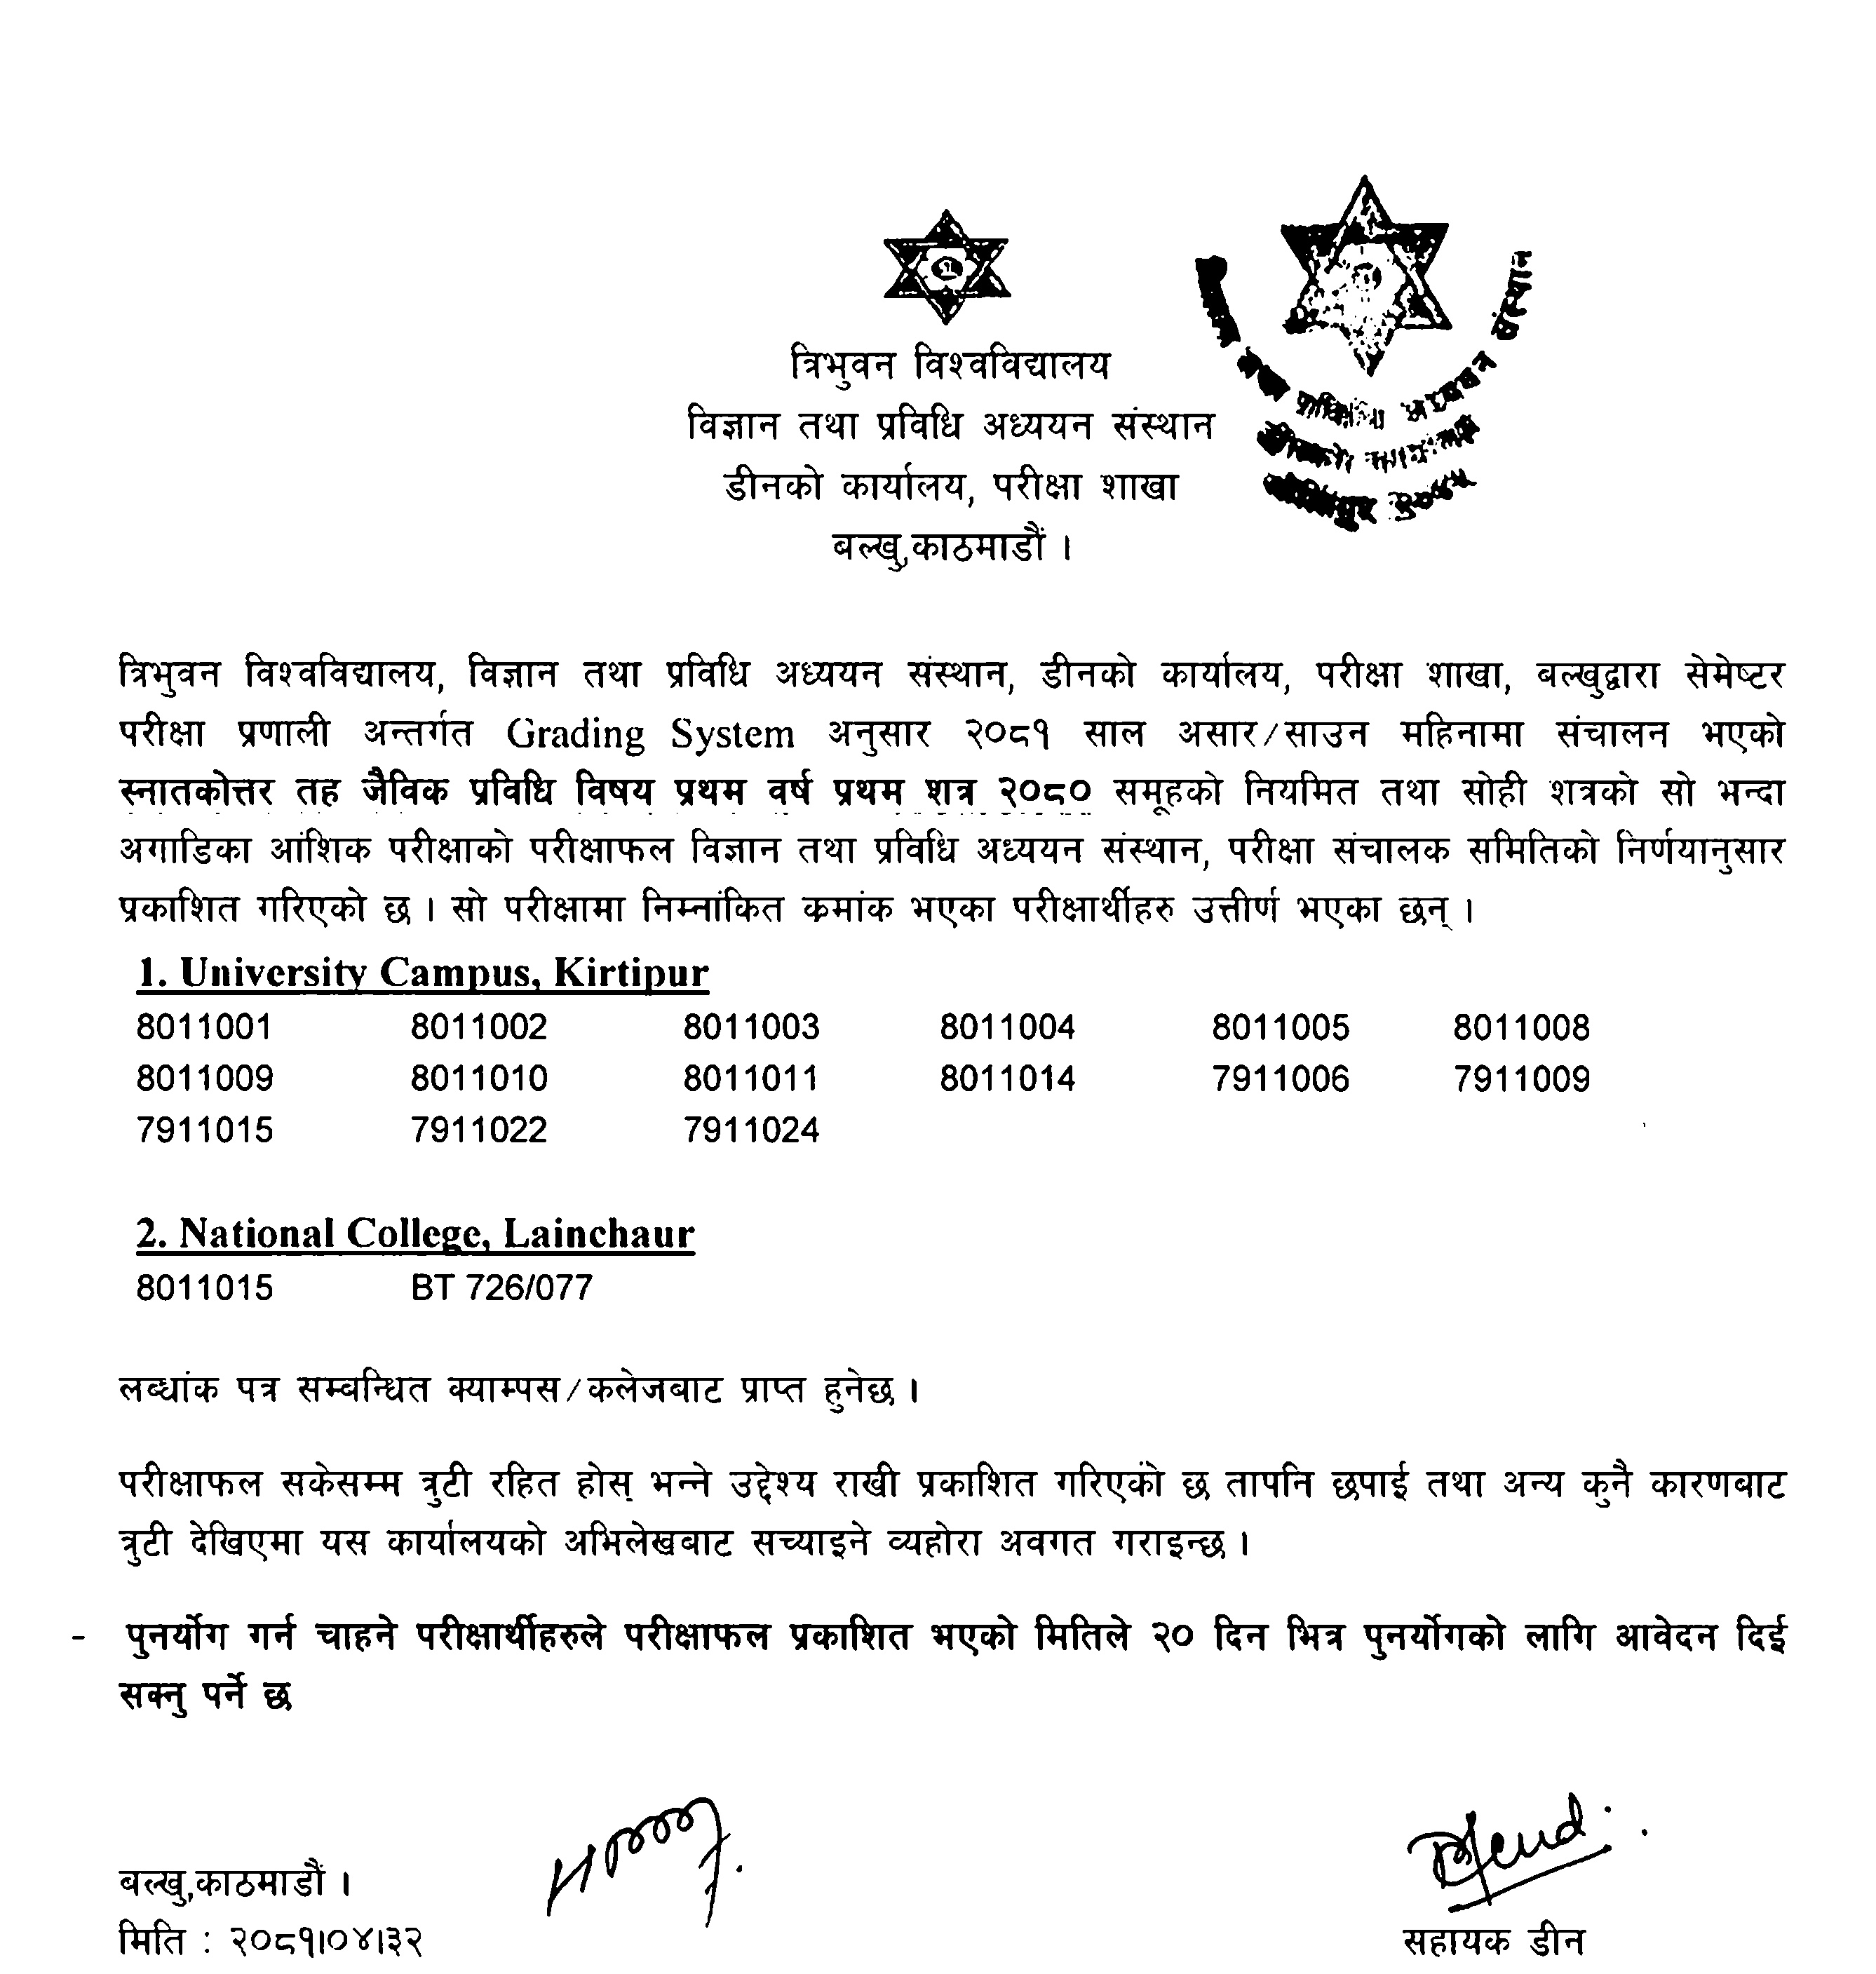 त्रिभुवन विश्वविद्यालय
विज्ञान तथा प्रविधि अध्ययन संस्थान
डीनको कार्यालय, परीक्षा शाखा
बल्खु,काठमाडौं ।
त्रिभुवन विश्वविद्यालय, विज्ञान तथा प्रविधि अध्ययन संस्थान, डीनको कार्यालय, परीक्षा शाखा, बल्खुद्वारा सेमेष्टर
परीक्षा प्रणाली अन्तर्गत Grading System अनुसार २०८१ साल असार/साउन महिनामा संचालन भएको
स्नातकोत्तर तह जैविक प्रविधि विषय प्रथम वर्ष प्रथम शत्र २०८० समूहको नियमित तथा सोही शत्रको सो भन्दा
अगाडिका आंशिक परीक्षाको परीक्षाफल विज्ञान तथा प्रविधि अध्ययन संस्थान, परीक्षा संचालक समितिको निर्णयानुसार
प्रकाशित गरिएको छ । सो परीक्षामा निम्नांकित कमांक भएका परीक्षार्थीहरु उत्तीर्ण भएका छन् ।
1. University Campus, Kirtipur
8011001 8011002 8011003 8011004 8011005 8011008
8011009 8011010 8011011 8011014 7911006 7911009
7911015 7911022 7911024
2. National College, Lainchaur
8011015 BT 726/077
लब्धांक पत्र सम्बन्धित क्याम्पस/कलेजबाट प्राप्त हुनेछ ।
परीक्षाफल सकेसम्म त्रुटी रहित होस् भन्ने उद्देश्य राखी प्रकाशित गरिएको छ तापनि छपाई तथा अन्य कुनै कारणबाट
त्रुटी देखिएमा यस कार्यालयको अभिलेखबाट सच्याइने व्यहोरा अवगत गराइन्छ ।
- पुनर्योग गर्न चाहने परीक्षार्थीहरुले परीक्षाफल प्रकाशित भएको मितिले २० दिन भित्र पुनर्योगको लागि आवेदन दिई
सक्नु पर्ने छ
बल्खु,काठमाडौं ।
मिति : २०८१।०४।३२
सहायक डीन